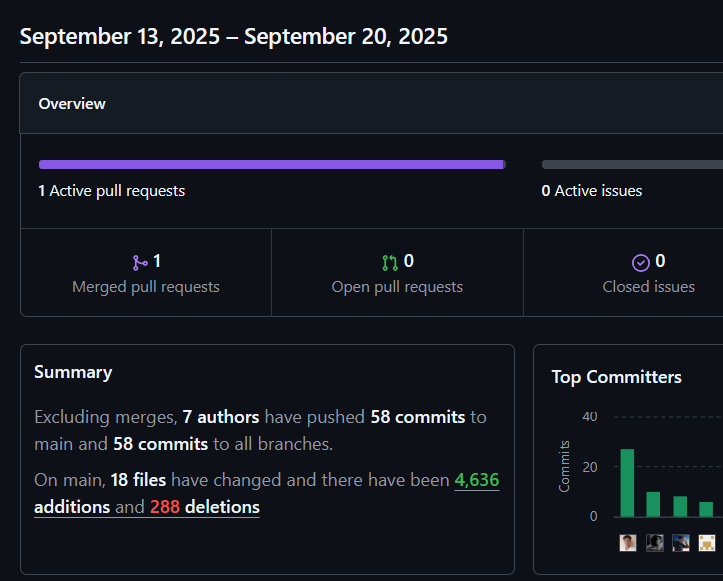 September 13, 2025 – September 20, 2025
Overview
1 Active pull requests
0 Active issues
1
Merged pull requests
0
Open pull requests
0
Closed issues
Summary
Excluding merges, 7 authors have pushed 58 commits to
main and 58 commits to all branches.
On main, 18 files have changed and there have been 4,636
additions and 288 deletions
Top Committers
Commits
40
20
0